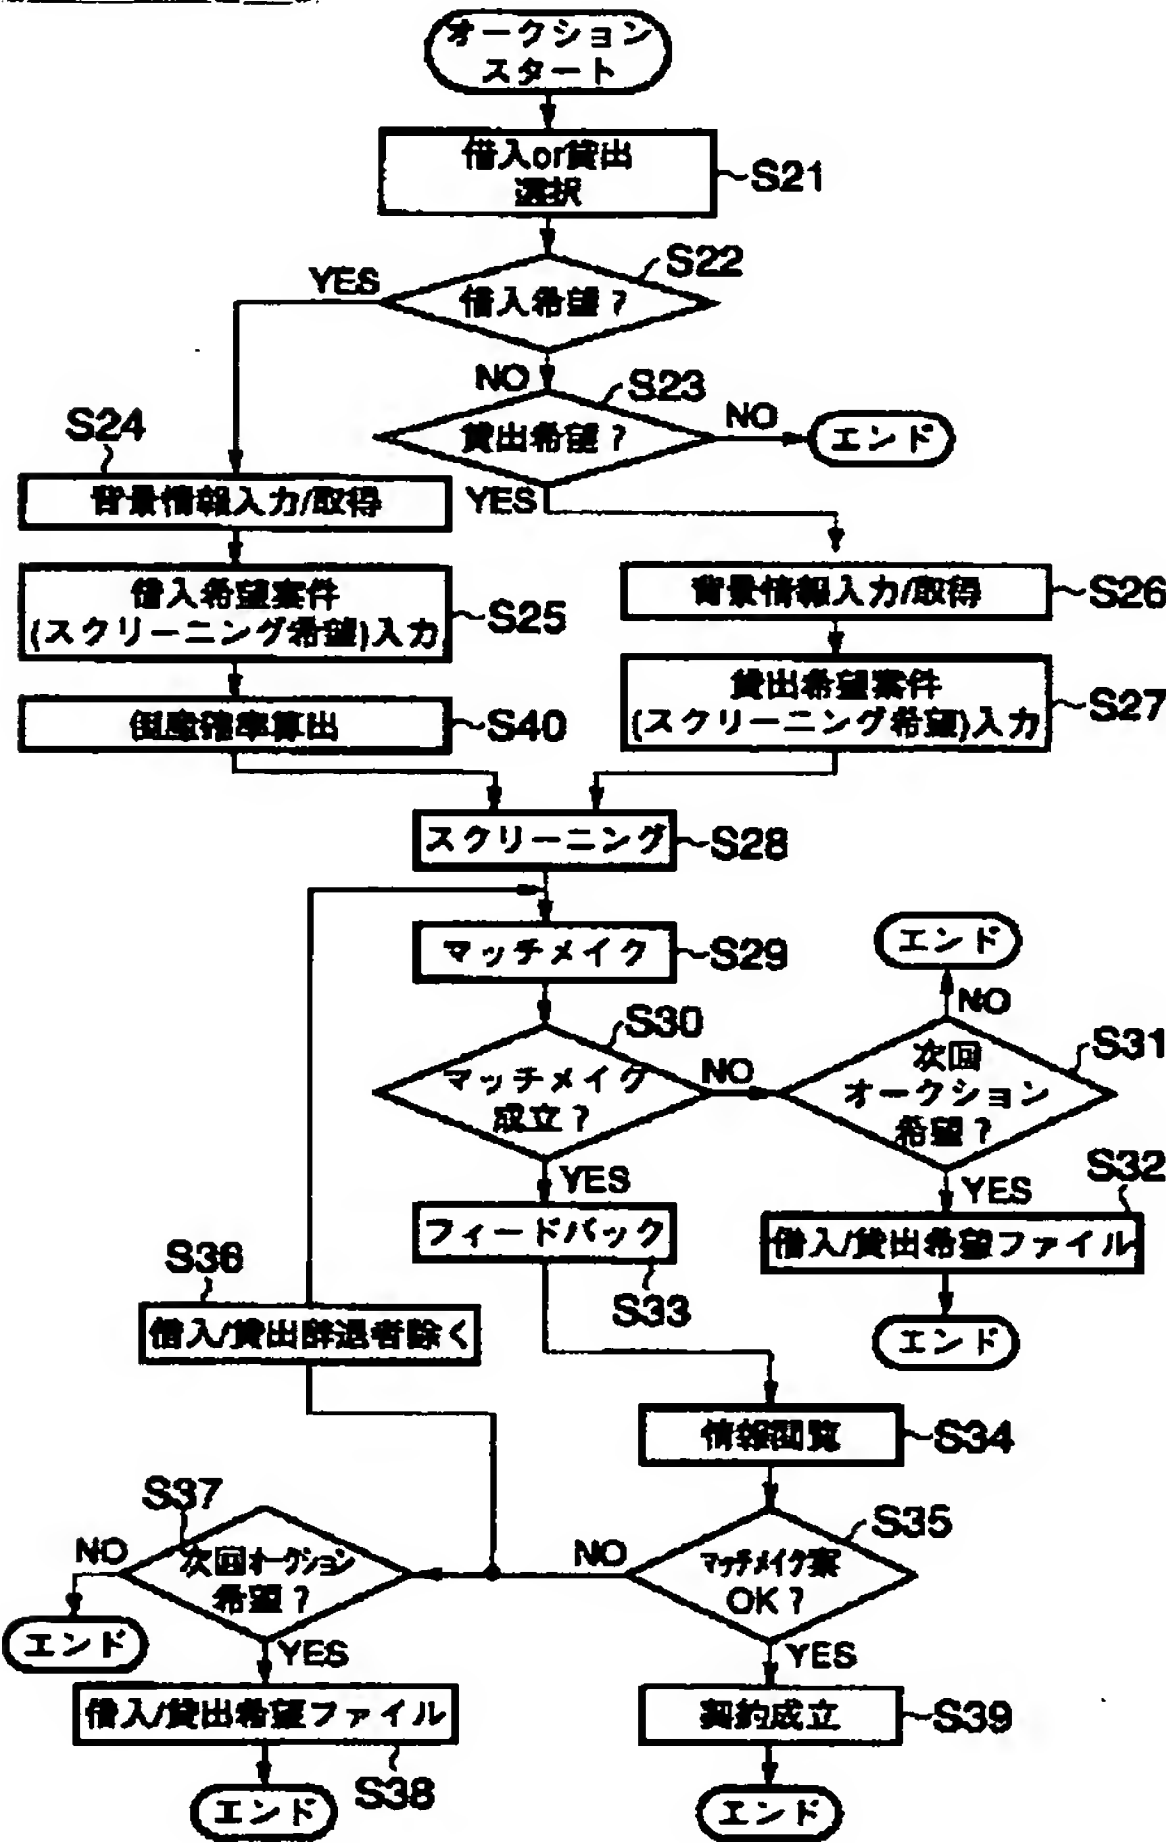 オークション
スタート
借入or貸出
選択
S21
S22
借入希望？
YES
NO
S23
貸出希望？
NO
エンド
YES
S24
背景情報入力/取得
借入希望案件
(スクリーニング希望)入力
S25
倒産確率算出
S40
背景情報入力/取得
S26
貸出希望案件
(スクリーニング希望)入力
S27
スクリーニング
S28
マッチメイク
S29
S30
マッチメイク
成立？
NO
YES
エンド
NO
S31
次回
オークション
希望？
YES
S32
借入/貸出希望ファイル
エンド
フィードバック
S33
S36
借入/貸出辞退者除く
情報閲覧
S34
S35
マッチメイク案
OK？
NO
YES
S37
次回オークション
希望？
NO
エンド
YES
借入/貸出希望ファイル
S38
エンド
契約成立
S39
エンド